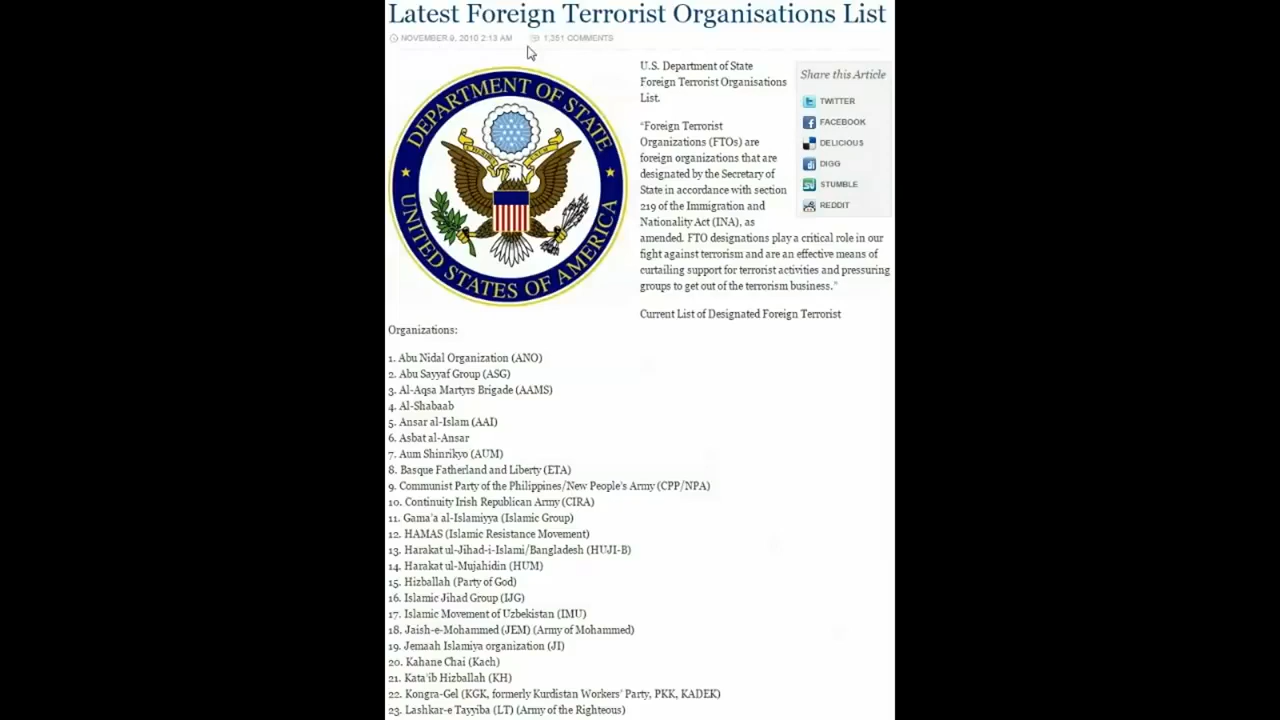 Latest Foreign Terrorist Organisations List
NOVEMBER 9, 2010 2:13 AM 1,351 COMMENTS
DEPARTMENT OF STATE
UNITED STATES OF AMERICA
U.S. Department of State
Foreign Terrorist Organisations
List.
Share this Article
TWITTER
FACEBOOK
DELICIOUS
DIGG
STUMBLE
REDDIT
“Foreign Terrorist
Organizations (FTOs) are
foreign organizations that are
designated by the Secretary of
State in accordance with section
219 of the Immigration and
Nationality Act (INA), as
amended. FTO designations play a critical role in our
fight against terrorism and are an effective means of
curtailing support for terrorist activities and pressuring
groups to get out of the terrorism business.”
Current List of Designated Foreign Terrorist
Organizations:
1. Abu Nidal Organization (ANO)
2. Abu Sayyaf Group (ASG)
3. Al-Aqsa Martyrs Brigade (AAMS)
4. Al-Shabaab
5. Ansar al-Islam (AAI)
6. Asbat al-Ansar
7. Aum Shinrikyo (AUM)
8. Basque Fatherland and Liberty (ETA)
9. Communist Party of the Philippines/New People’s Army (CPP/NPA)
10. Continuity Irish Republican Army (CIRA)
11. Gama’a al-Islamiyya (Islamic Group)
12. HAMAS (Islamic Resistance Movement)
13. Harakat ul-Jihad-i-Islami/Bangladesh (HUJI-B)
14. Harakat ul-Mujahidin (HUM)
15. Hizballah (Party of God)
16. Islamic Jihad Group (IJG)
17. Islamic Movement of Uzbekistan (IMU)
18. Jaish-e-Mohammed (JEM) (Army of Mohammed)
19. Jemaah Islamiya organization (JI)
20. Kahane Chai (Kach)
21. Kata’ib Hizballah (KH)
22. Kongra-Gel (KGK, formerly Kurdistan Workers’ Party, PKK, KADEK)
23. Lashkar-e Tayyiba (LT) (Army of the Righteous)